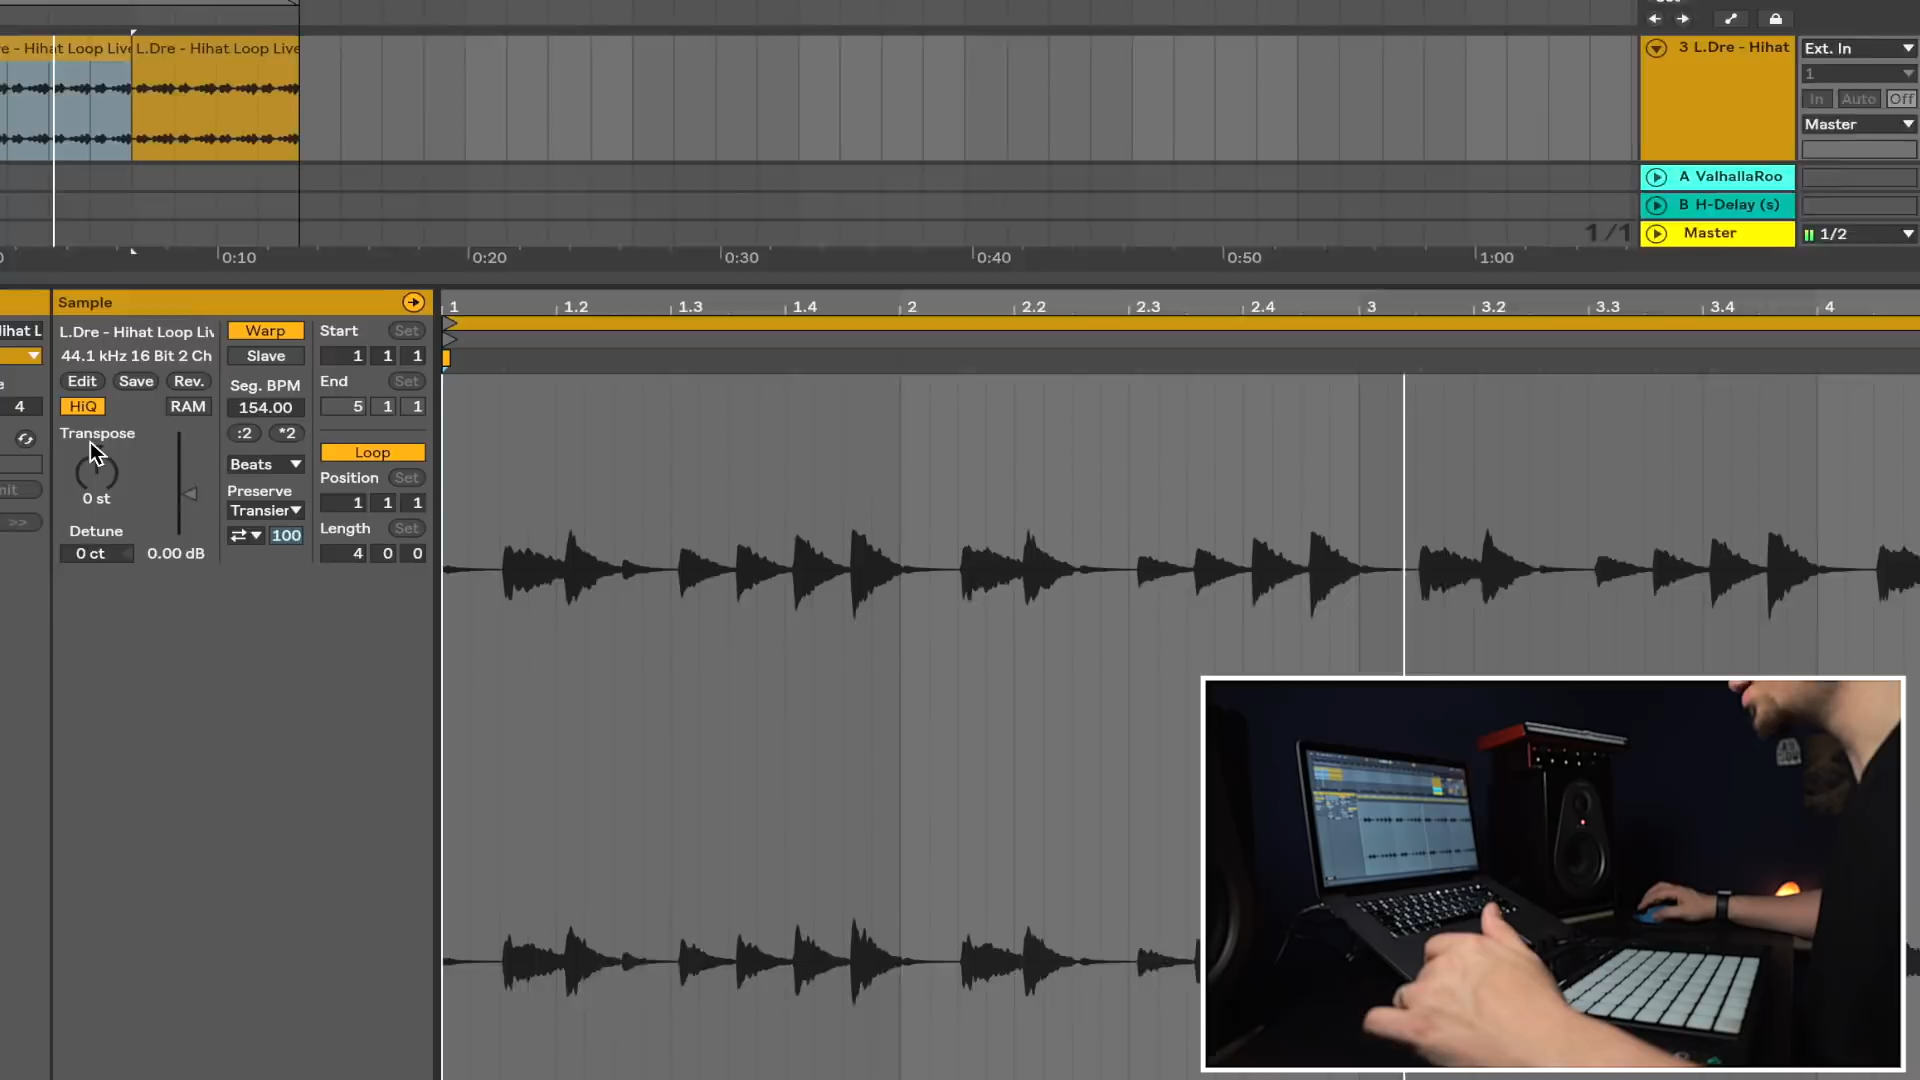 e - Hihat Loop Live
L.Dre - Hihat Loop Live
3 L.Dre - Hihat
Ext. In
1
In
Auto
Off
Master
A ValhallaRoo
B H-Delay (s)
1/1
Master
1/2
0:10
0:20
0:30
0:40
0:50
1:00
Sample
1
1.2
1.3
1.4
2
2.2
2.3
2.4
3
3.2
3.3
3.4
4
lihat L
L.Dre - Hihat Loop Liv
Warp
Start
Set
44.1 kHz 16 Bit 2 Ch
Slave
1 1 1
e
Edit
Save
Rev.
Seg. BPM
End
Set
4
HiQ
RAM
154.00
5 1 1
Transpose
:2
*2
Loop
Beats
Position
Set
nit
0 st
Preserve
1 1 1
Transier
>>
Detune
100
Length
Set
0 ct
0.00 dB
4 0 0